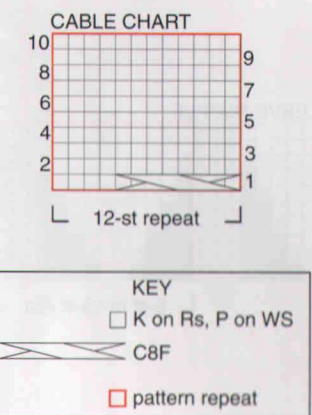 CABLE CHART
10
9
8
7
6
5
4
3
2
1
12-st repeat
KEY
K on Rs, P on WS
C8F
pattern repeat